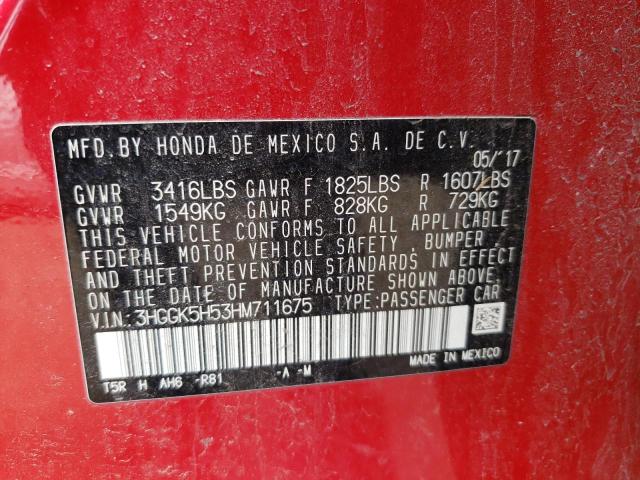 MFD. BY HONDA DE MEXICO S.A. DE C.V.
05/'17
GVWR 3416LBS GAWR F 1825LBS R 1607LBS
GVWR 1549KG GAWR F 828KG R 729KG
THIS VEHICLE CONFORMS TO ALL APPLICABLE
FEDERAL MOTOR VEHICLE SAFETY, BUMPER,
AND THEFT PREVENTION STANDARDS IN EFFECT
ON THE DATE OF MANUFACTURE SHOWN ABOVE.
V.I.N.:3HGGK5H53HM711675 TYPE:PASSENGER CAR
MADE IN MEXICO
T5R H AH6 -R81 -A -M